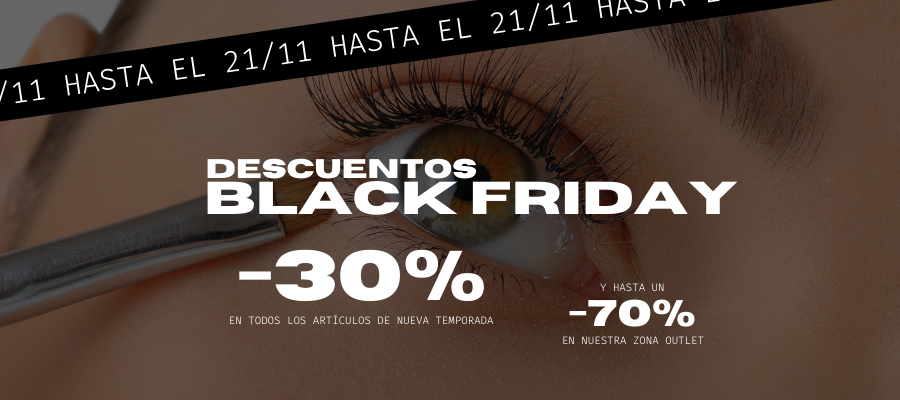 /11 HASTA EL 21/11 HASTA EL 21/11 HASTA
DESCUENTOS
BLACK FRIDAY
-30%
EN TODOS LOS ARTÍCULOS DE NUEVA TEMPORADA
Y HASTA UN
-70%
EN NUESTRA ZONA OUTLET